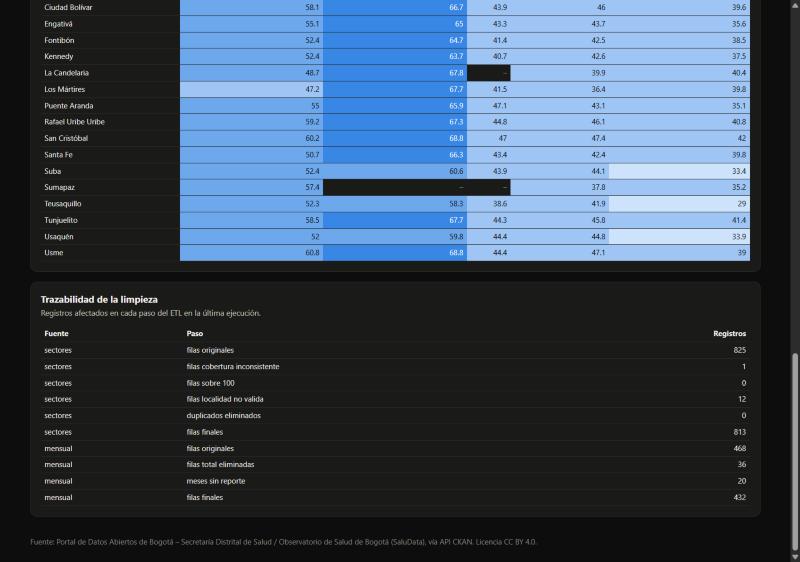 Ciudad Bolívar 58.1 66.7 43.9 46 39.6
Engativá 55.1 65 43.3 43.7 35.6
Fontibón 52.4 64.7 41.4 42.5 38.5
Kennedy 52.4 63.7 40.7 42.6 37.5
La Candelaria 48.7 67.8 – 39.9 40.4
Los Mártires 47.2 67.7 41.5 36.4 39.8
Puente Aranda 55 65.9 47.1 43.1 35.1
Rafael Uribe Uribe 59.2 67.3 44.8 46.1 40.8
San Cristóbal 60.2 68.8 47 47.4 42
Santa Fe 50.7 66.3 43.4 42.4 39.8
Suba 52.4 60.6 43.9 44.1 33.4
Sumapaz 57.4 – – 37.8 35.2
Teusaquillo 52.3 58.3 38.6 41.9 29
Tunjuelito 58.5 67.7 44.3 45.8 41.4
Usaquén 52 59.8 44.4 44.8 33.9
Usme 60.8 68.8 44.4 47.1 39
Trazabilidad de la limpieza
Registros afectados en cada paso del ETL en la última ejecución.
Fuente Paso Registros
sectores filas originales 825
sectores filas cobertura inconsistente 1
sectores filas sobre 100 0
sectores filas localidad no valida 12
sectores duplicados eliminados 0
sectores filas finales 813
mensual filas originales 468
mensual filas total eliminadas 36
mensual meses sin reporte 20
mensual filas finales 432
Fuente: Portal de Datos Abiertos de Bogotá – Secretaría Distrital de Salud / Observatorio de Salud de Bogotá (SaluData), vía API CKAN. Licencia CC BY 4.0.